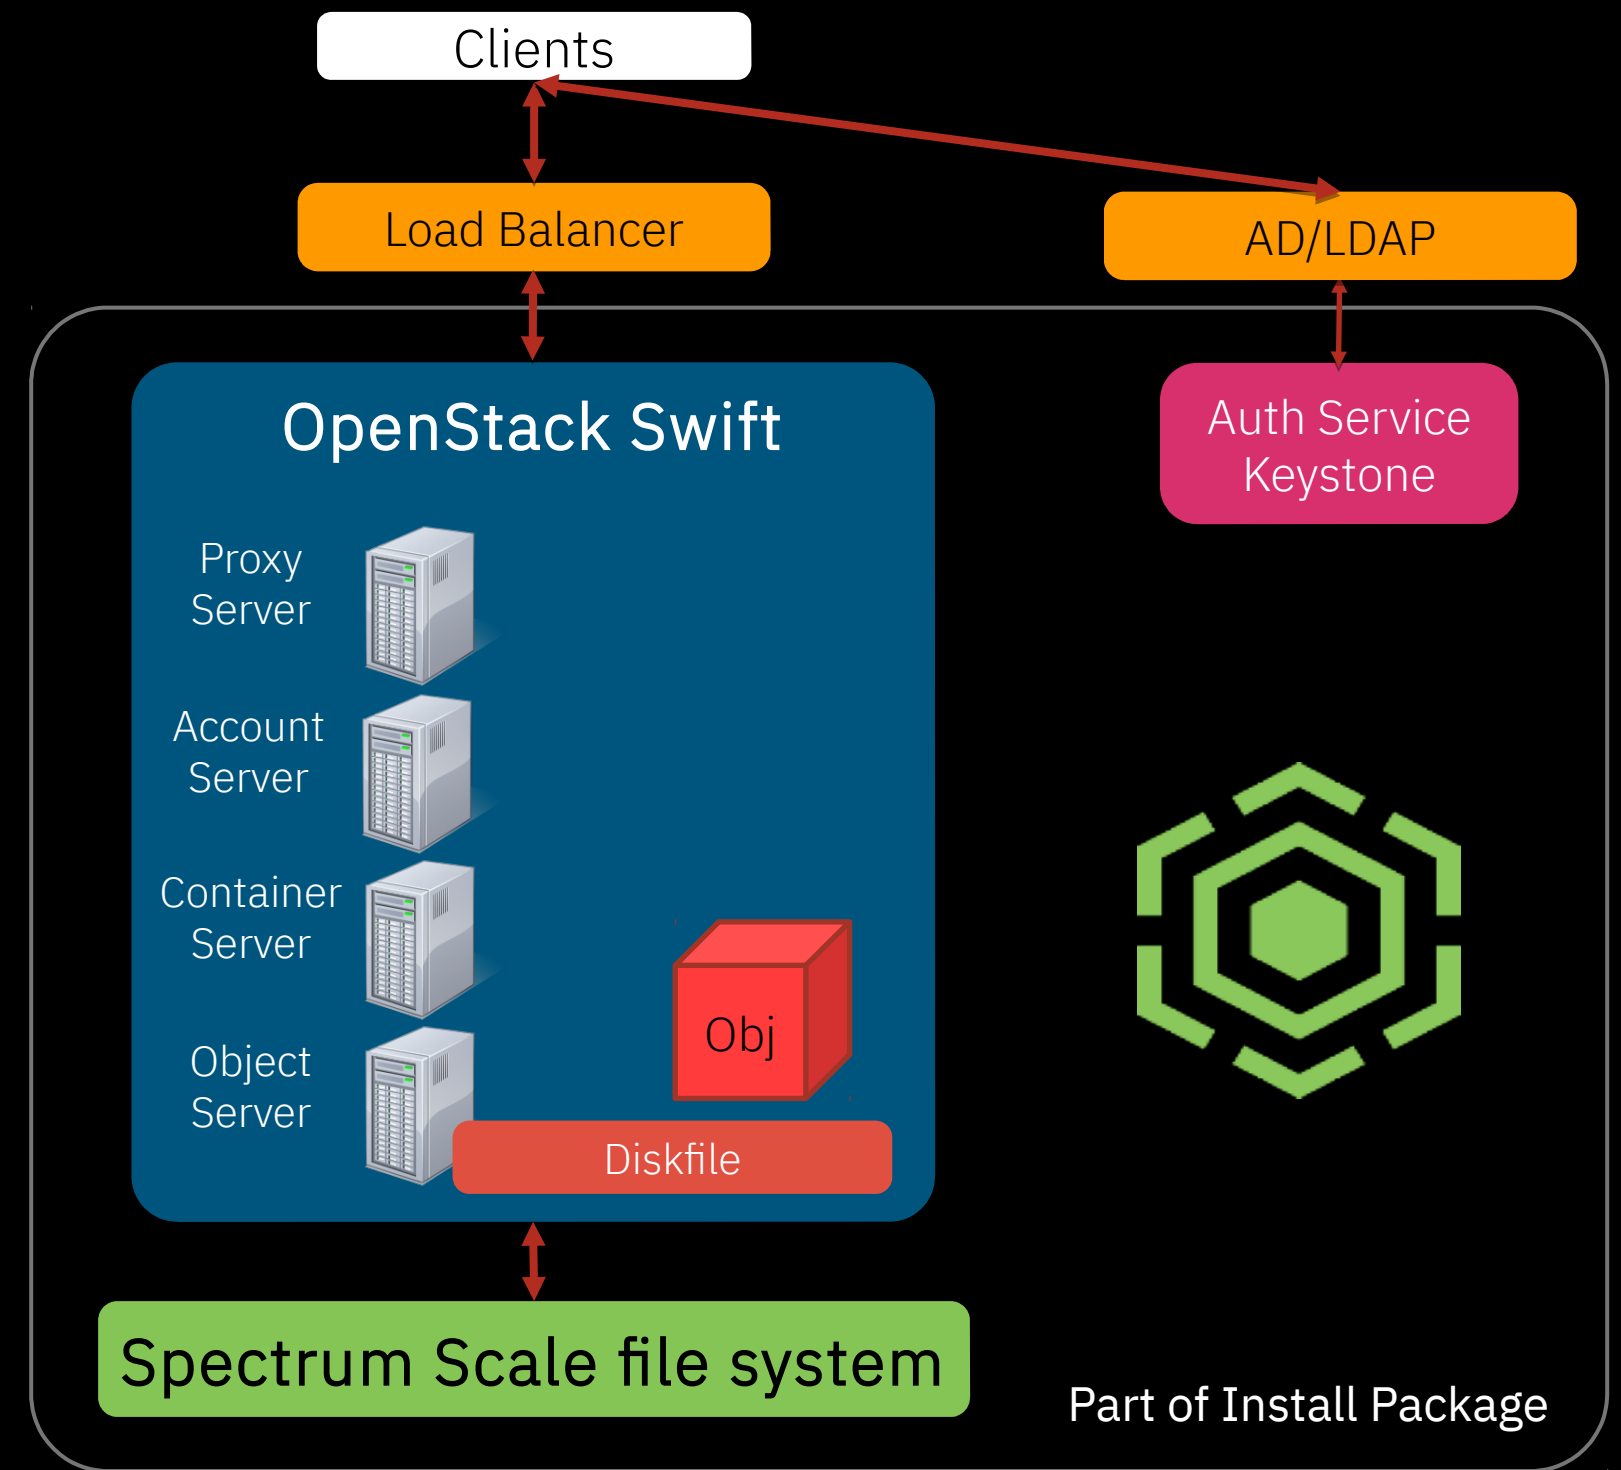 Clients
Load Balancer
AD/LDAP
OpenStack Swift
Auth Service
Keystone
Proxy
Server
Account
Server
Container
Server
Object
Server
Obj
Diskfile
Spectrum Scale file system
Part of Install Package